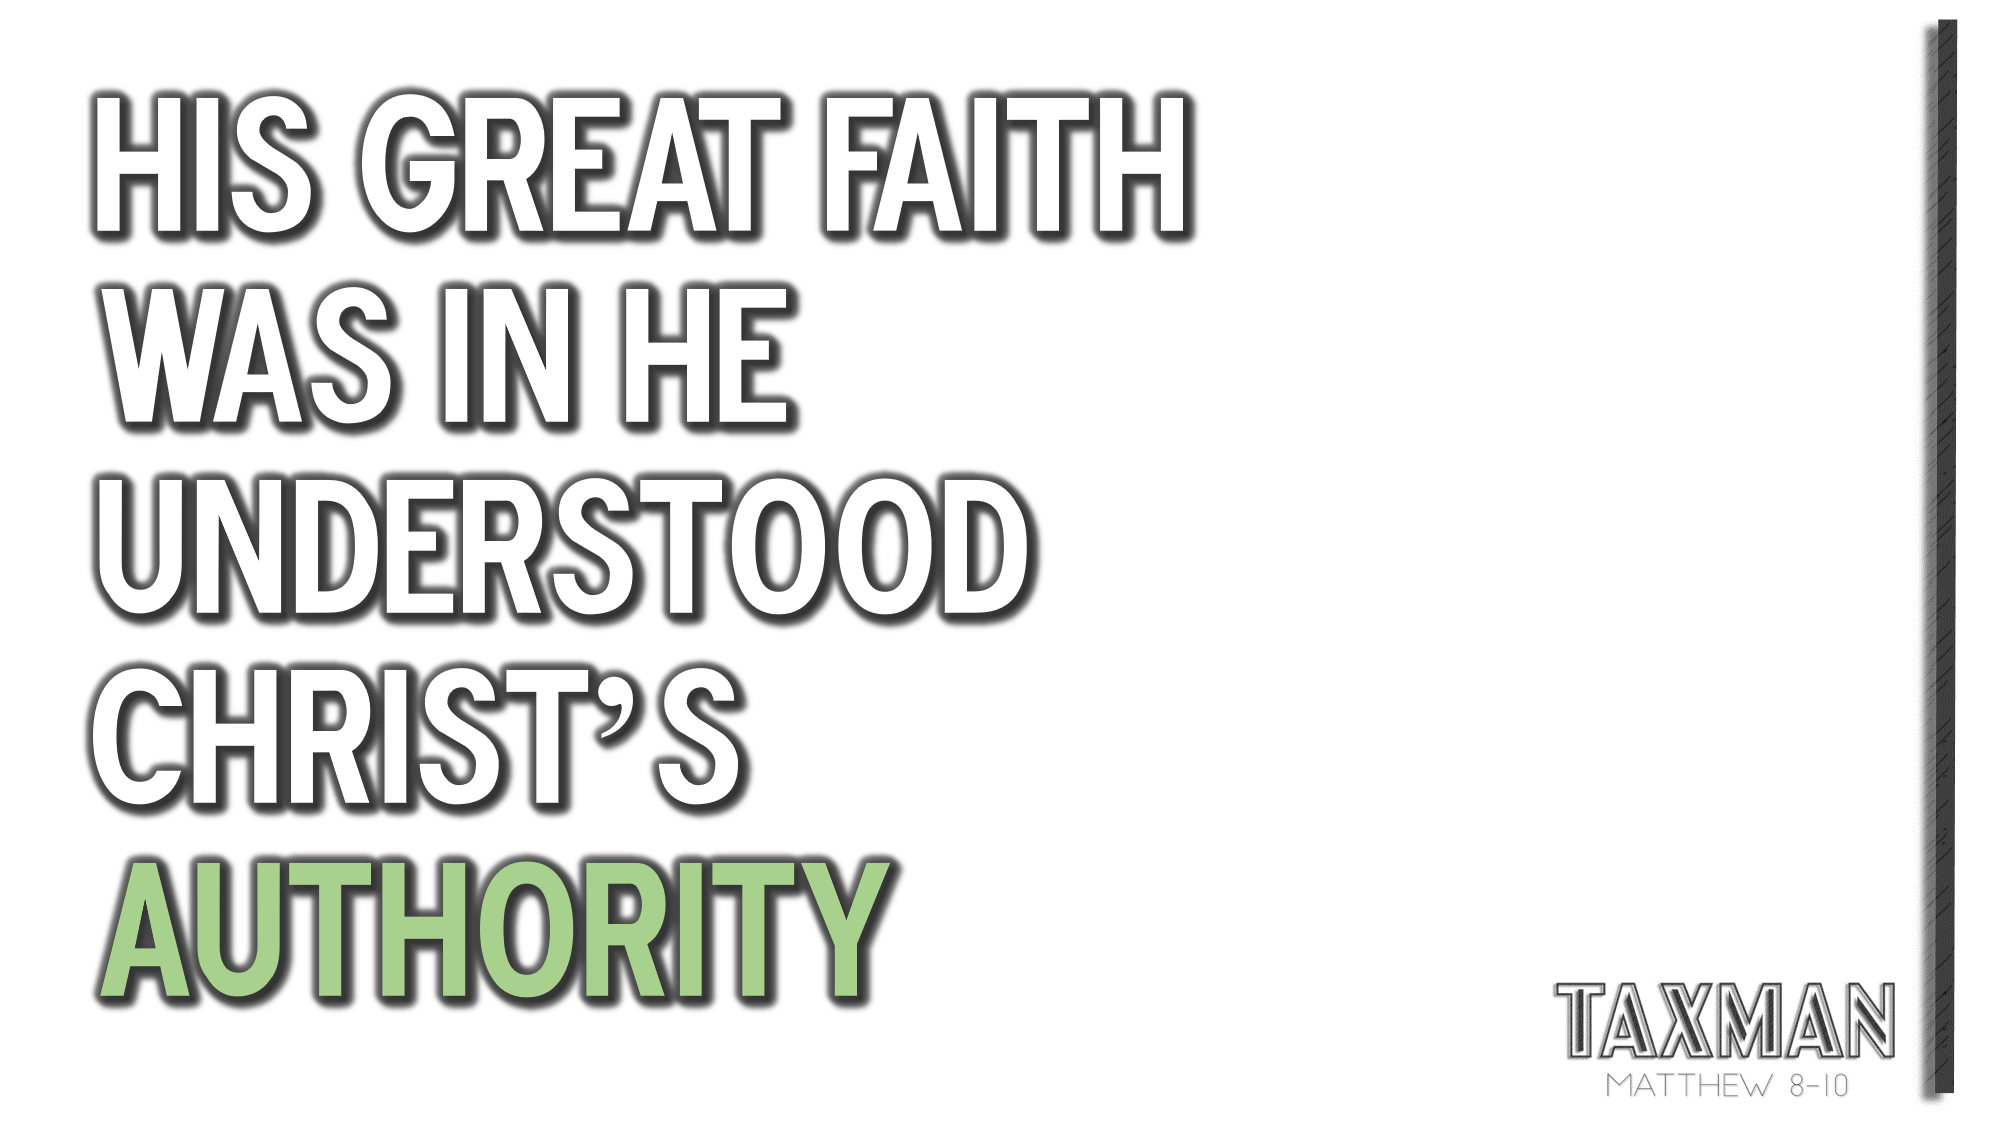 HIS GREAT FAITH
WAS IN HE
UNDERSTOOD
CHRIST’S
AUTHORITY
TAXMAN
MATTHEW 8-10